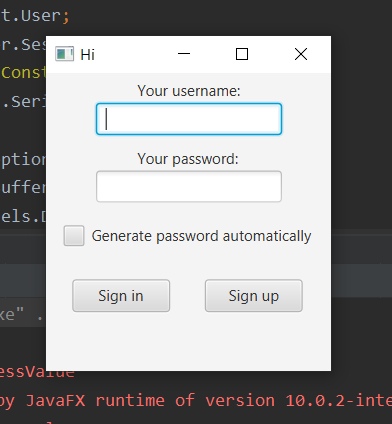 t.User;
r.Ses
Hi
Const
.Seri
Your username:
ption
Your password:
uffer
els.D
Generate password automatically
Sign in
Sign up
xe" .
essValue
by JavaFX runtime of version 10.0.2-inte